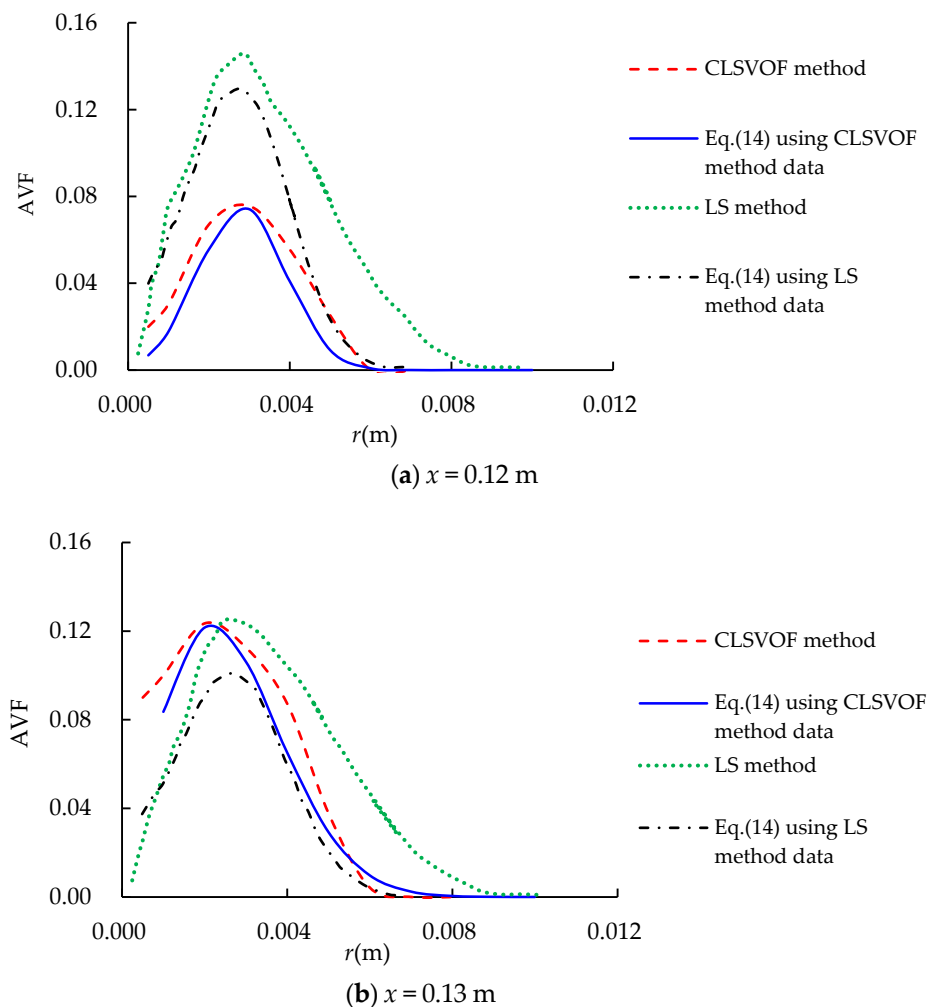 0.16
0.12
0.08
0.04
0.00
AVF
0.000
0.004
0.008
0.012
r(m)
CLSVOF method
Eq.(14) using CLSVOF
method data
LS method
Eq.(14) using LS
method data
(a) x = 0.12 m
0.16
0.12
0.08
0.04
0.00
AVF
0.000
0.004
0.008
0.012
r(m)
CLSVOF method
Eq.(14) using CLSVOF
method data
LS method
Eq.(14) using LS
method data
(b) x = 0.13 m